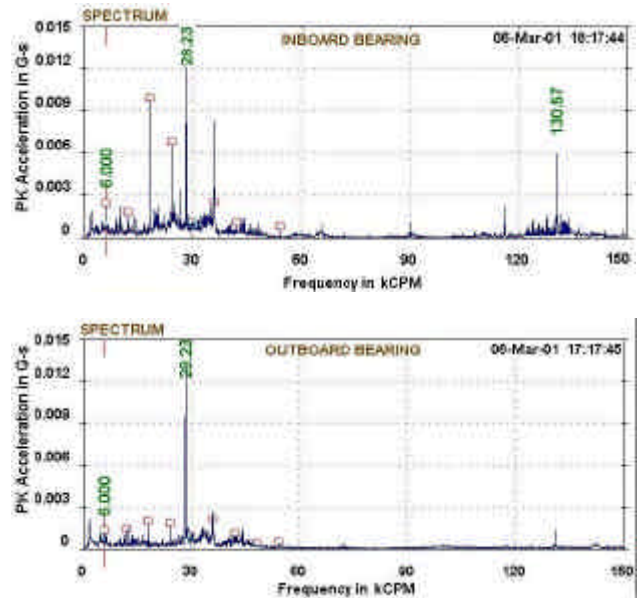 SPECTRUM
INBOARD BEARING
06-Mar-01 16:17:44
PK Acceleration in G-s
0.015
0.012
0.009
0.006
0.003
0
6.000
28.23
130.57
0
30
60
90
120
150
Frequency in kCPM
SPECTRUM
OUTBOARD BEARING
06-Mar-01 17:17:45
PK Acceleration in G-s
0.015
0.012
0.009
0.006
0.003
0
6.000
0
30
60
90
120
150
Frequency in kCPM